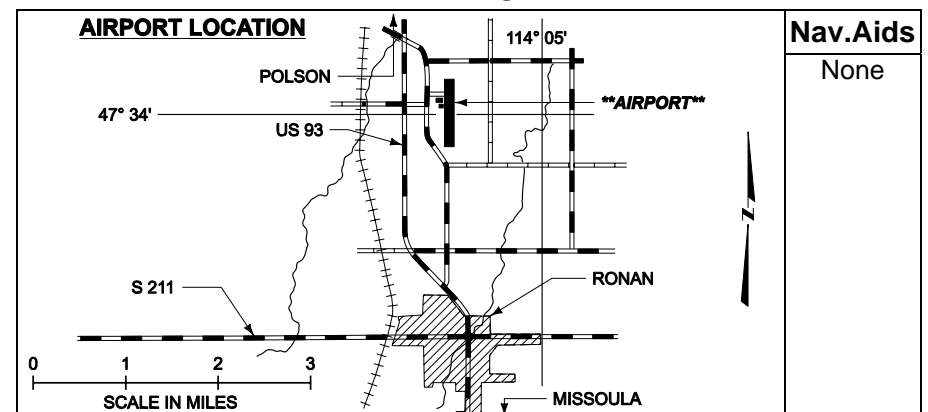 AIRPORT LOCATION
Nav.Aids
None
114° 05'
POLSON
**AIRPORT**
47° 34'
US 93
N
RONAN
S 211
0 1 2 3
SCALE IN MILES
MISSOULA